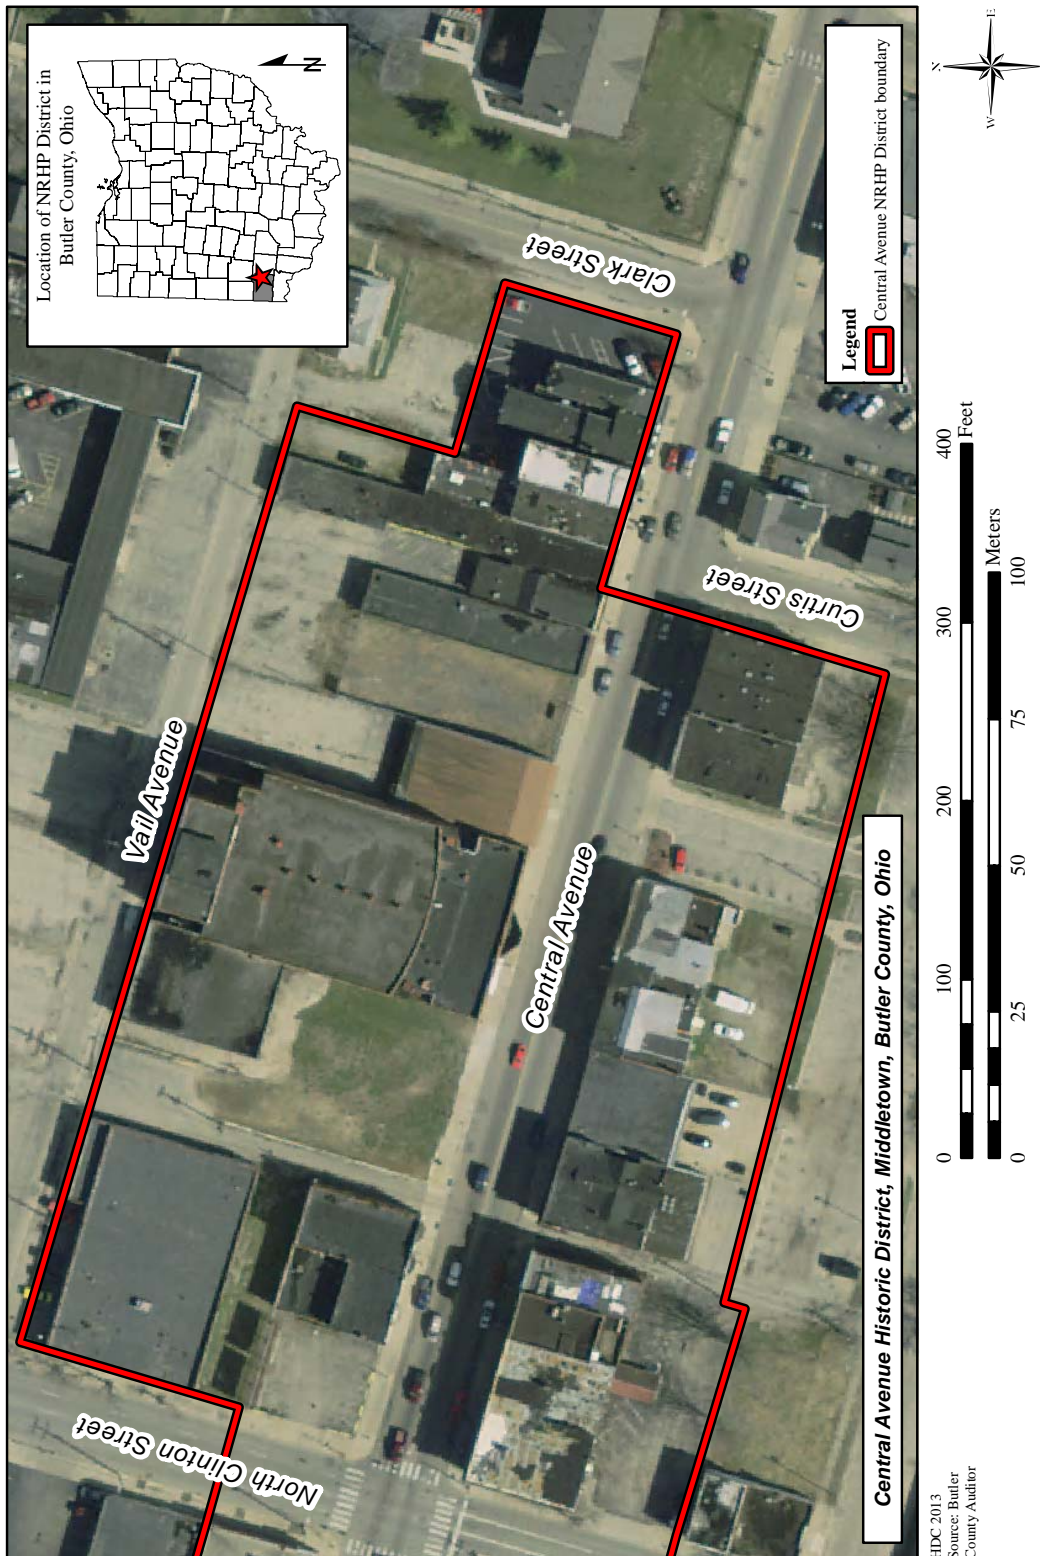 Location of NRHP District in
Butler County, Ohio
N
Vail Avenue
Clark Street
North Clinton Street
Central Avenue
Curtis Street
Legend
Central Avenue NRHP District boundary
Central Avenue Historic District, Middletown, Butler County, Ohio
0 100 200 300 400
Feet
Meters
0 25 50 75 100
HDC 2013
Source: Butler
County Auditor
N
E
W